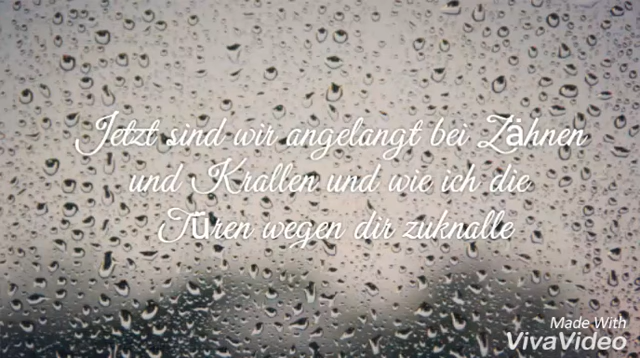 Jetzt sind wir angelangt bei Zähnen
und Krallen und wie ich die
Türen wegen dir zuknalle
Made With
VivaVideo